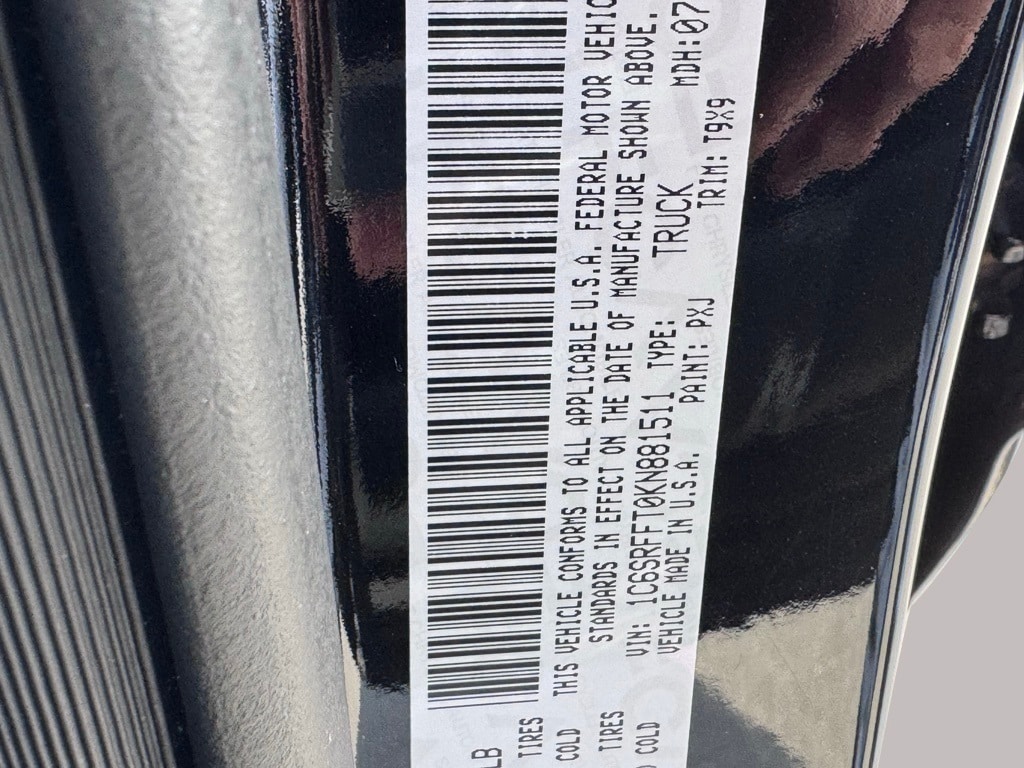 LB
TIRES
COLD
TIRES
COLD
THIS VEHICLE CONFORMS TO ALL APPLICABLE U.S.A. FEDERAL MOTOR VEHIC
STANDARDS IN EFFECT ON THE DATE OF MANUFACTURE SHOWN ABOVE.
VIN: 1C6SRFFT0KN881511 TYPE: TRUCK MDH:07
VEHICLE MADE IN U.S.A. PAINT: PXJ TRIM: T9X9